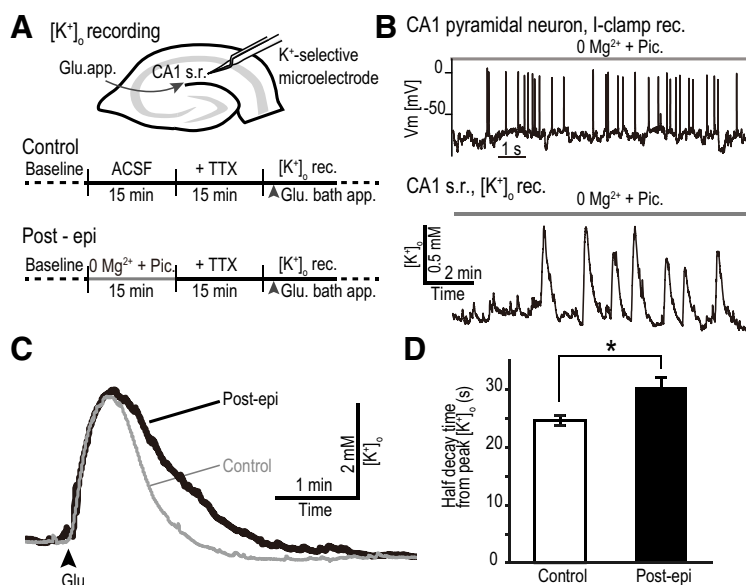 A
[K+]o recording
Glu.app.
CA1 s.r.
K+-selective
microelectrode
Control
Baseline
ACSF
+ TTX
[K+]o rec.
15 min
15 min
Glu. bath app.
Post - epi
Baseline
0 Mg2+ + Pic.
+ TTX
[K+]o rec.
15 min
15 min
Glu. bath app.
B
CA1 pyramidal neuron, I-clamp rec.
0 Mg2+ + Pic.
Vm [mV]
0
-50
1 s
CA1 s.r., [K+]o rec.
0 Mg2+ + Pic.
[K+]o
0.5 mM
2 min
Time
C
Post-epi
Control
2 mM
[K+]o
1 min
Time
Glu
D
*
Half decay time
from peak [K+]o (s)
30
20
10
0
Control
Post-epi